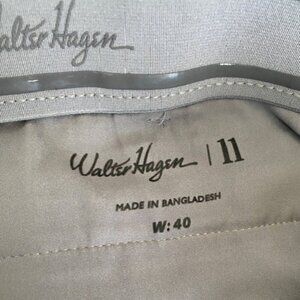 Walter Hagen
Walter Hagen | 11
MADE IN BANGLADESH
W: 40